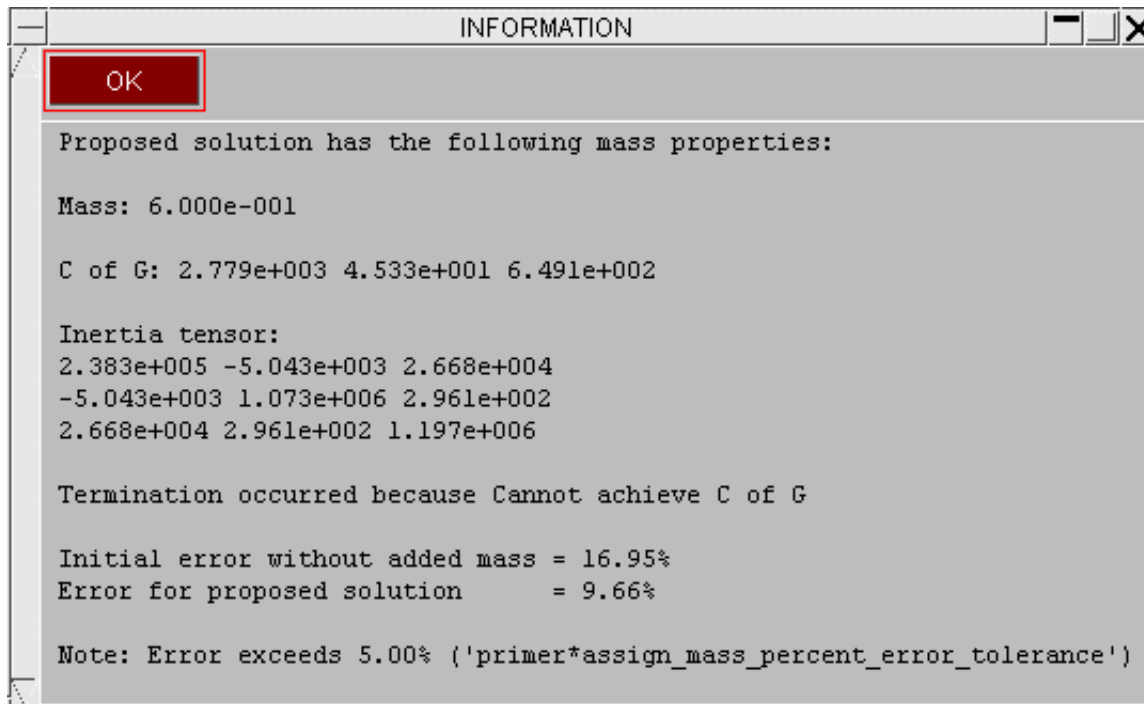 INFORMATION
OK
Proposed solution has the following mass properties:
Mass: 6.000e-001
C of G: 2.779e+003 4.533e+001 6.491e+002
Inertia tensor:
2.383e+005 -5.043e+003 2.668e+004
-5.043e+003 1.073e+006 2.961e+002
2.668e+004 2.961e+002 1.197e+006
Termination occurred because Cannot achieve C of G
Initial error without added mass = 16.95%
Error for proposed solution = 9.66%
Note: Error exceeds 5.00% ('primer*assign_mass_percent_error_tolerance')